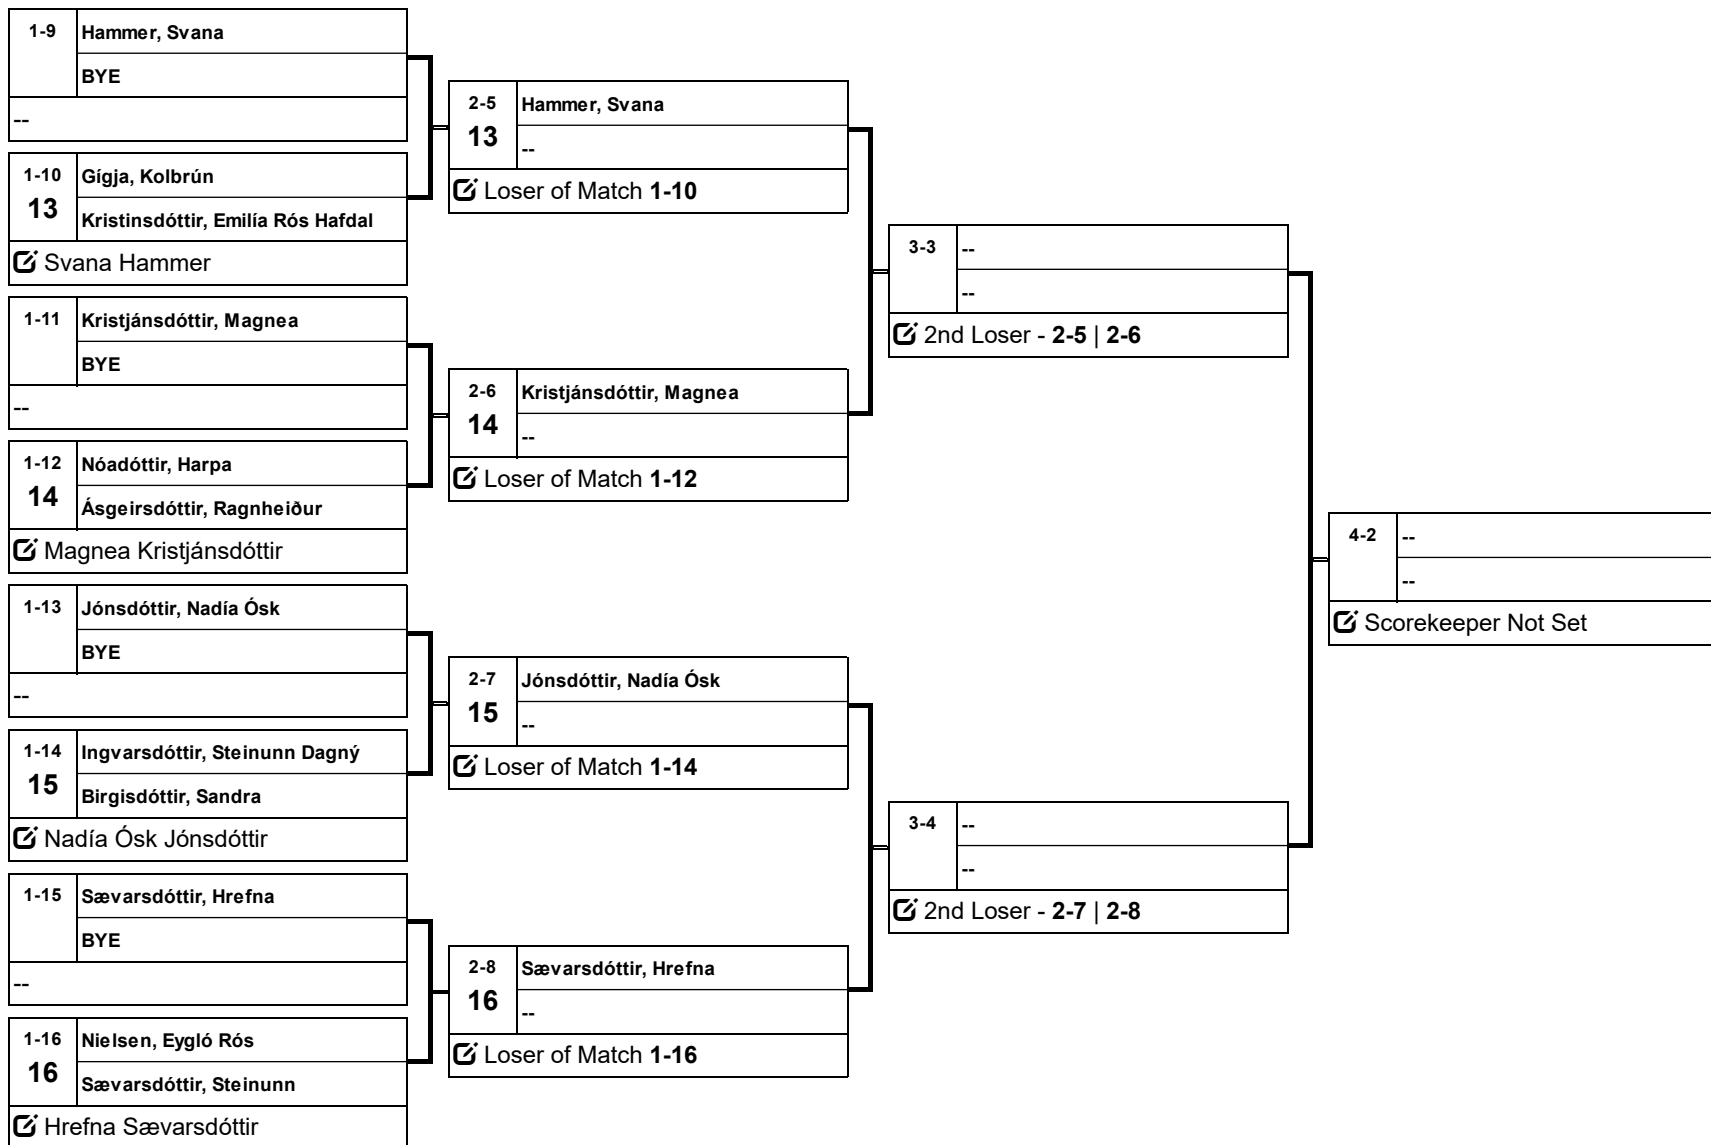 1-9 Hammer, Svana
BYE
--
1-10 Gígja, Kolbrún
13 Kristinsdóttir, Emilía Rós Hafdal
Svana Hammer
1-11 Kristjánsdóttir, Magnea
BYE
--
1-12 Nóadóttir, Harpa
14 Ásgeirsdóttir, Ragnheiður
Magnea Kristjánsdóttir
1-13 Jónsdóttir, Nadía Ósk
BYE
--
1-14 Ingvarsdóttir, Steinunn Dagný
15 Birgisdóttir, Sandra
Nadía Ósk Jónsdóttir
1-15 Sævarsdóttir, Hrefna
BYE
--
1-16 Nielsen, Eygló Rós
16 Sævarsdóttir, Steinunn
Hrefna Sævarsdóttir
2-5 Hammer, Svana
13 --
Loser of Match 1-10
2-6 Kristjánsdóttir, Magnea
14 --
Loser of Match 1-12
2-7 Jónsdóttir, Nadía Ósk
15 --
Loser of Match 1-14
2-8 Sævarsdóttir, Hrefna
16 --
Loser of Match 1-16
3-3 --
--
2nd Loser - 2-5 | 2-6
3-4 --
--
2nd Loser - 2-7 | 2-8
4-2 --
--
Scorekeeper Not Set